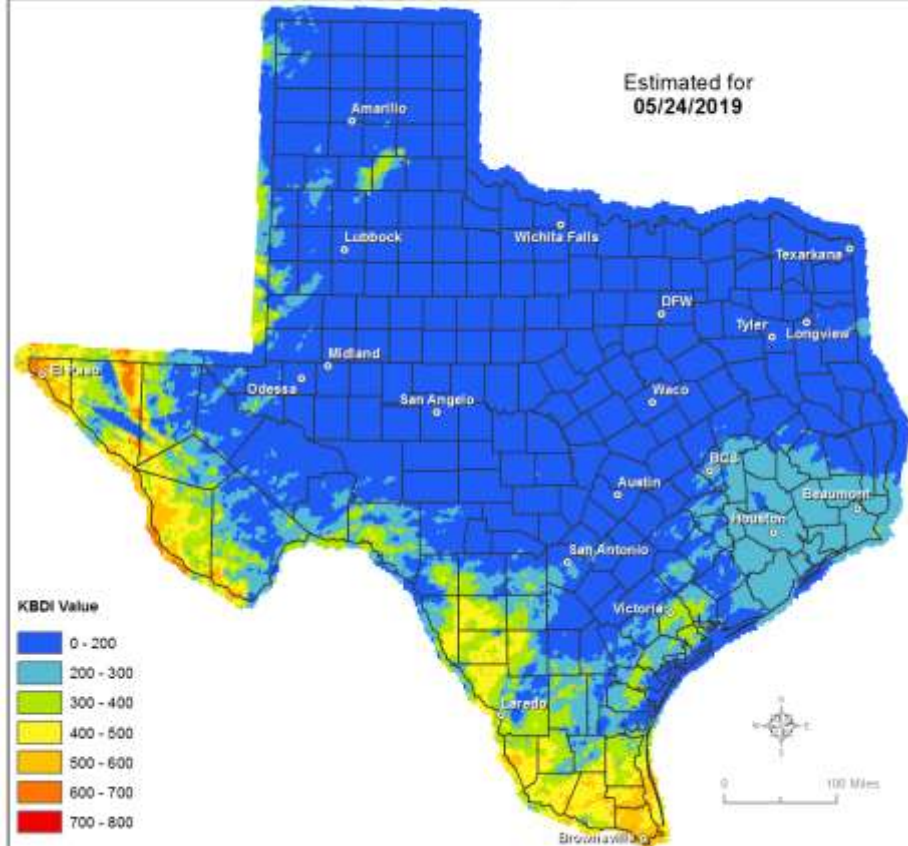 Estimated for
05/24/2019
Amarillo
Lubbock
Wichita Falls
Texarkana
DFW
Tyler
Longview
Midland
El Paso
Odessa
San Angelo
Waco
BCS
Austin
Beaumont
Houston
San Antonio
Victoria
Laredo
Brownsville
KBDI Value
0 - 200
200 - 300
300 - 400
400 - 500
500 - 600
600 - 700
700 - 800
0 100 Miles